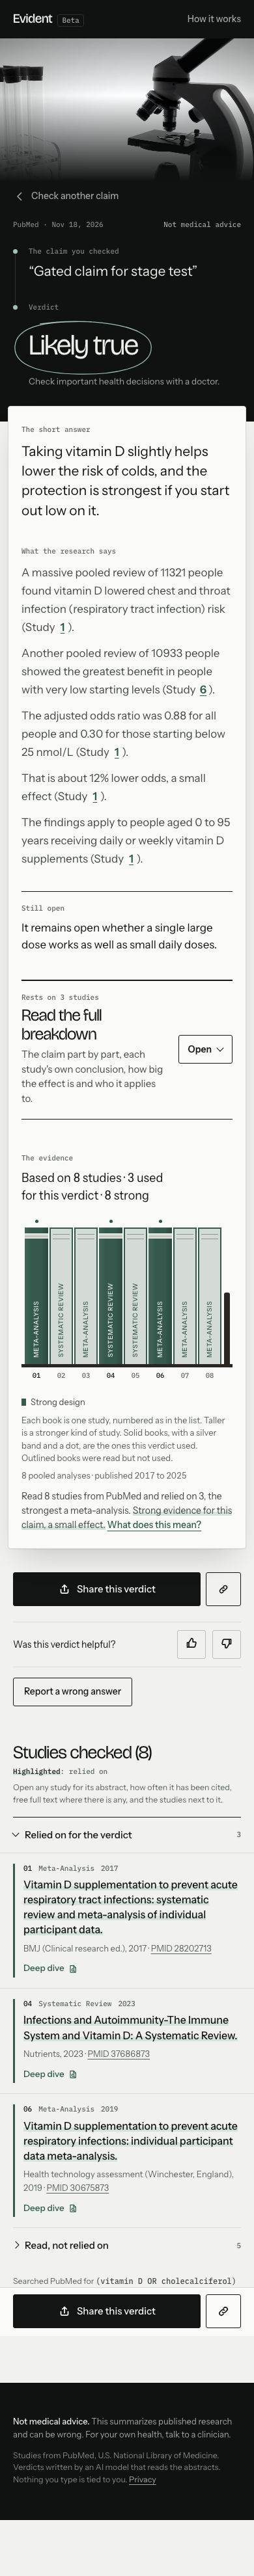 Evident Beta How it works
Check another claim
PubMed · Nov 18, 2026 Not medical advice
The claim you checked
“Gated claim for stage test”
Verdict
Likely true
Check important health decisions with a doctor.
The short answer
Taking vitamin D slightly helps
lower the risk of colds, and the
protection is strongest if you start
out low on it.
What the research says
A massive pooled review of 11321 people
found vitamin D lowered chest and throat
infection (respiratory tract infection) risk
(Study 1 ).
Another pooled review of 10933 people
showed the greatest benefit in people
with very low starting levels (Study 6 ).
The adjusted odds ratio was 0.88 for all
people and 0.30 for those starting below
25 nmol/L (Study 1 ).
That is about 12% lower odds, a small
effect (Study 1 ).
The findings apply to people aged 0 to 95
years receiving daily or weekly vitamin D
supplements (Study 1 ).
Still open
It remains open whether a single large
dose works as well as small daily doses.
Rests on 3 studies
Read the full
breakdown
Open
The claim part by part, each
study's own conclusion, how big
the effect is and who it applies
to.
The evidence
Based on 8 studies · 3 used
for this verdict · 8 strong
META-ANALYSIS
SYSTEMATIC REVIEW
META-ANALYSIS
SYSTEMATIC REVIEW
SYSTEMATIC REVIEW
META-ANALYSIS
META-ANALYSIS
META-ANALYSIS
01 02 03 04 05 06 07 08
Strong design
Each book is one study, numbered as in the list. Taller
is a stronger kind of study. Solid books, with a silver
band and a dot, are the ones this verdict used.
Outlined books were read but not used.
8 pooled analyses · published 2017 to 2025
Read 8 studies from PubMed and relied on 3, the
strongest a meta-analysis. Strong evidence for this
claim, a small effect. What does this mean?
Share this verdict
Was this verdict helpful?
Report a wrong answer
Studies checked (8)
Highlighted: relied on
Open any study for its abstract, how often it has been cited,
free full text where there is any, and the studies next to it.
Relied on for the verdict 3
01 Meta-Analysis 2017
Vitamin D supplementation to prevent acute
respiratory tract infections: systematic
review and meta-analysis of individual
participant data.
BMJ (Clinical research ed.), 2017 · PMID 28202713
Deep dive
04 Systematic Review 2023
Infections and Autoimmunity-The Immune
System and Vitamin D: A Systematic Review.
Nutrients, 2023 · PMID 37686873
Deep dive
06 Meta-Analysis 2019
Vitamin D supplementation to prevent acute
respiratory infections: individual participant
data meta-analysis.
Health technology assessment (Winchester, England),
2019 · PMID 30675873
Deep dive
Read, not relied on 5
Searched PubMed for (vitamin D OR cholecalciferol)
Share this verdict
Not medical advice. This summarizes published research
and can be wrong. For your own health, talk to a clinician.
Studies from PubMed, U.S. National Library of Medicine.
Verdicts written by an AI model that reads the abstracts.
Nothing you type is tied to you. Privacy